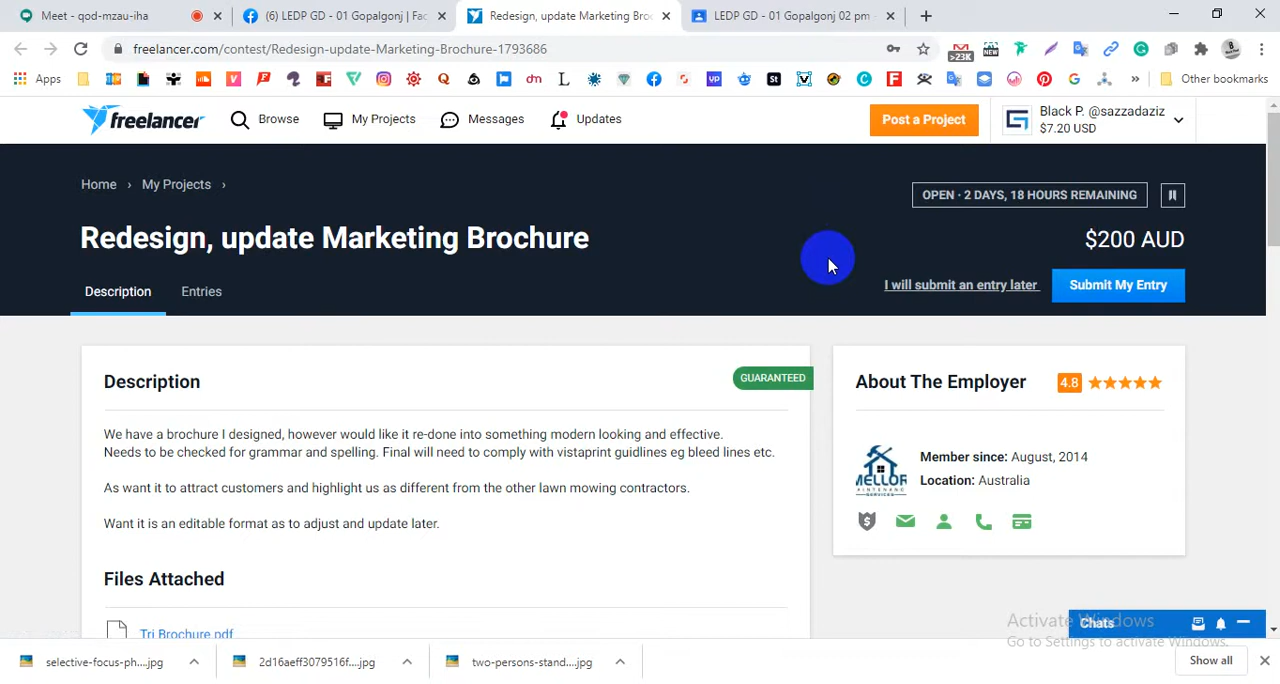 Meet - qod-mzau-iha
(6) LEDP GD - 01 Gopalgonj | Fac
Redesign, update Marketing Broc
LEDP GD - 01 Gopalgonj 02 pm -
freelancer.com/contest/Redesign-update-Marketing-Brochure-1793686
>23K
NEW
Apps
Other bookmarks
freelancer
Browse
My Projects
Messages
Updates
Post a Project
Black P. @sazzadaziz
$7.20 USD
Home › My Projects ›
OPEN · 2 DAYS, 18 HOURS REMAINING
Redesign, update Marketing Brochure
$200 AUD
I will submit an entry later
Submit My Entry
Description
Entries
Description
GUARANTEED
We have a brochure I designed, however would like it re-done into something modern looking and effective.
Needs to be checked for grammar and spelling. Final will need to comply with vistaprint guidlines eg bleed lines etc.
As want it to attract customers and highlight us as different from the other lawn mowing contractors.
Want it is an editable format as to adjust and update later.
Files Attached
Tri Brochure.pdf
About The Employer
4.8
MELLOR
Member since: August, 2014
Location: Australia
Activate Windows
Go to Settings to activate Windows.
Chats
selective-focus-ph....jpg
2d16aeff3079516f....jpg
two-persons-stand....jpg
Show all